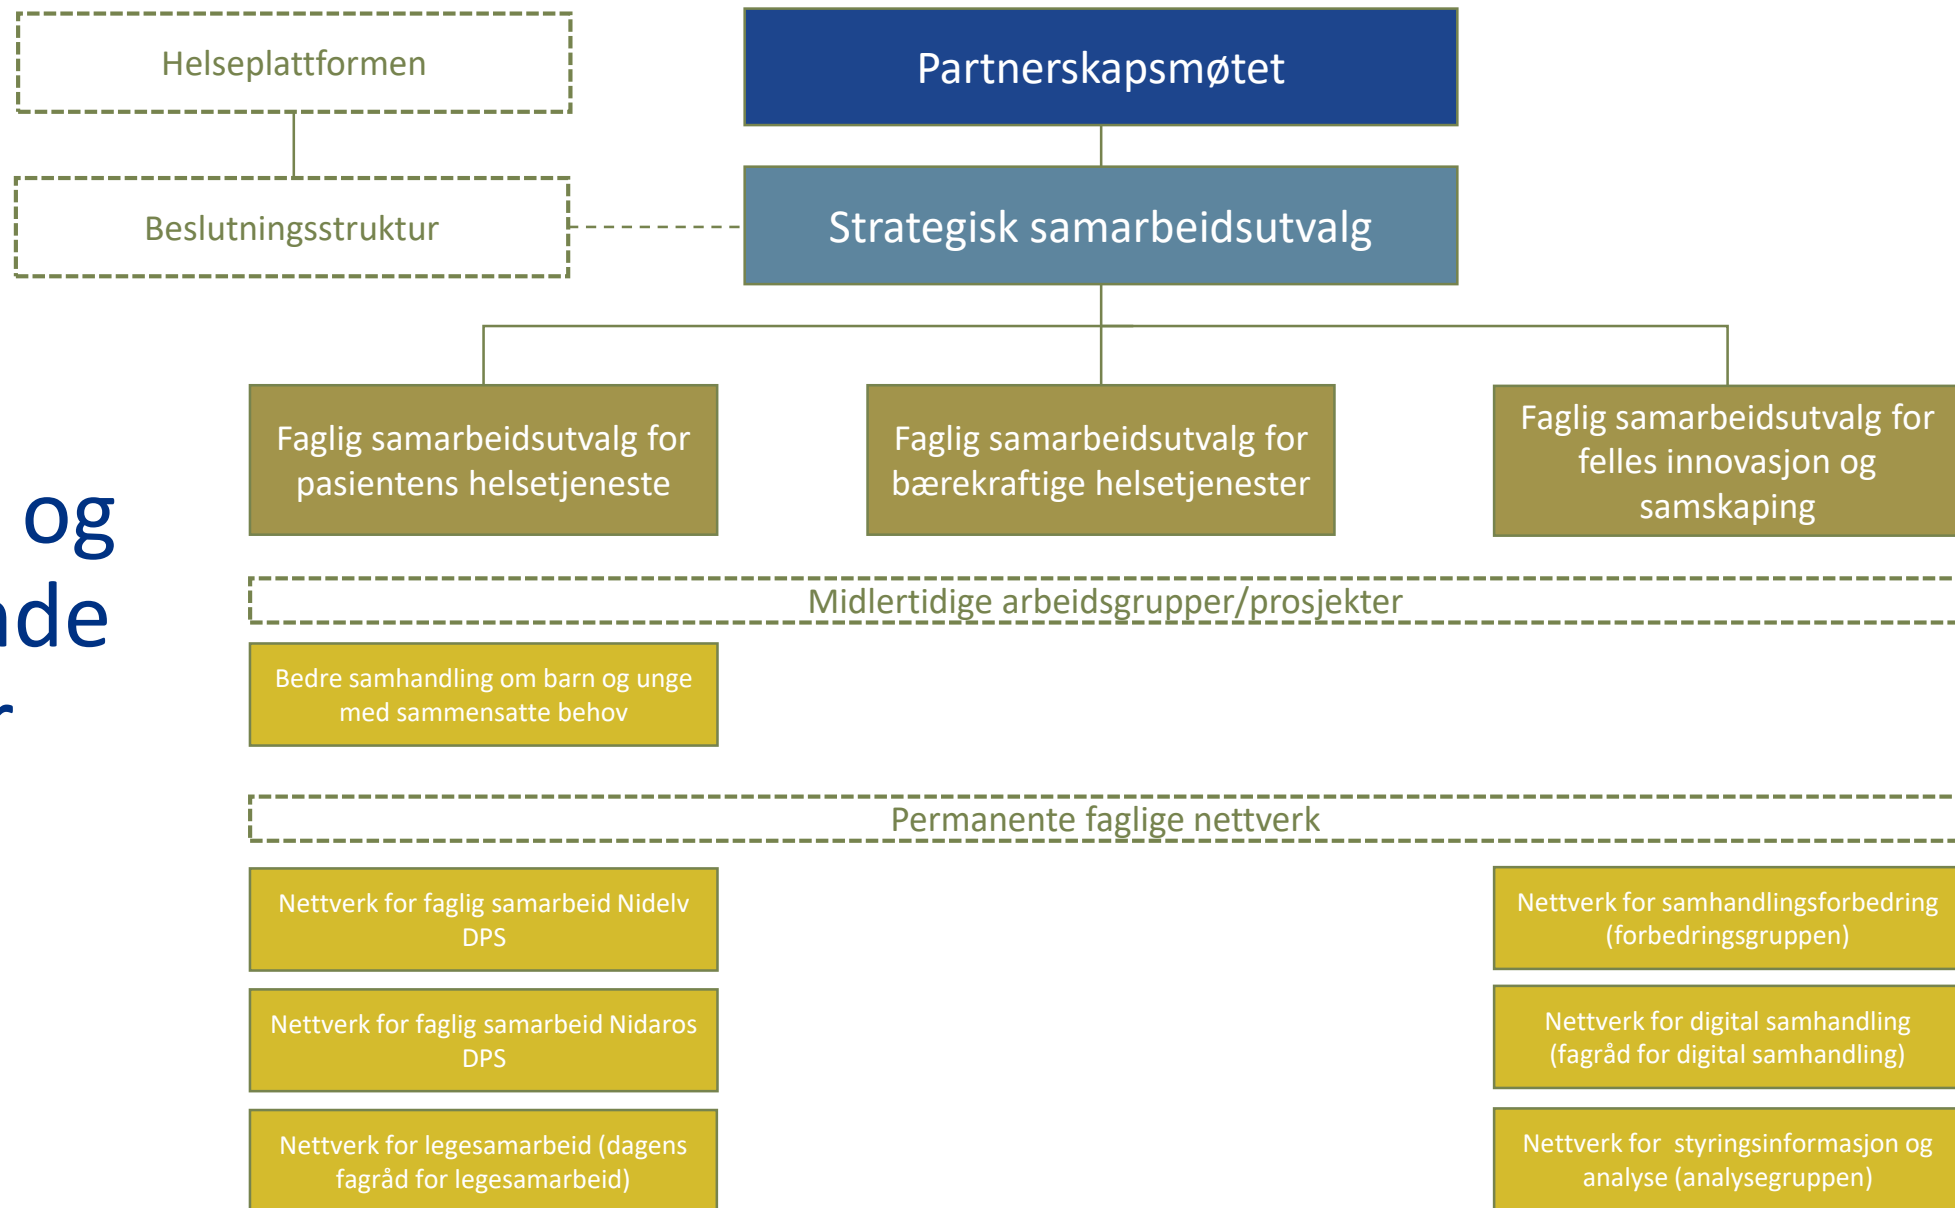 Helseplattformen
Partnerskapsmøtet
Beslutningsstruktur
Strategisk samarbeidsutvalg
Faglig samarbeidsutvalg for
pasientens helsetjeneste
Faglig samarbeidsutvalg for
bærekraftige helsetjenester
Faglig samarbeidsutvalg for
felles innovasjon og
samskaping
og
Midlertidige arbeidsgrupper/prosjekter
Bedre samhandling om barn og unge
med sammensatte behov
Permanente faglige nettverk
Nettverk for faglig samarbeid Nidelv
DPS
Nettverk for faglig samarbeid Nidaros
DPS
Nettverk for legesamarbeid (dagens
fagråd for legesamarbeid)
Nettverk for samhandlingsforbedring
(forbedringsgruppen)
Nettverk for digital samhandling
(fagråd for digital samhandling)
Nettverk for  styringsinformasjon og
analyse (analysegruppen)